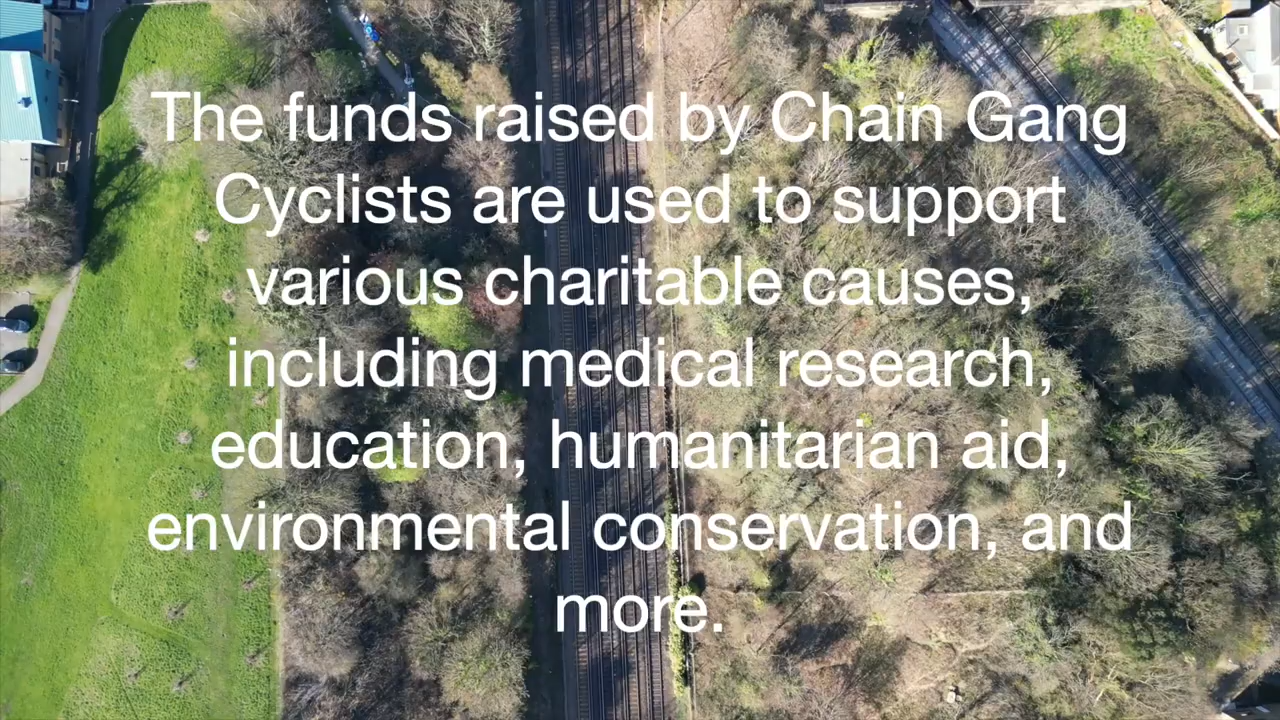 The funds raised by Chain Gang
Cyclists are used to support
various charitable causes,
including medical research,
education, humanitarian aid,
environmental conservation, and
more.